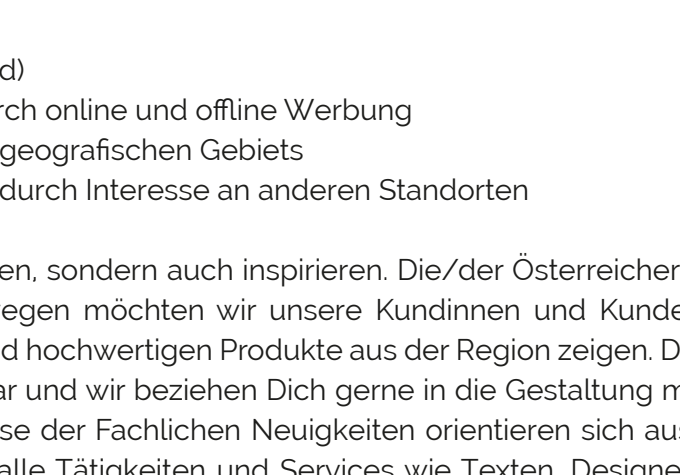 d)
rch online und offline Werbung
geografischen Gebiets
durch Interesse an anderen Standorten
en, sondern auch inspirieren. Die/der Österreicher
egen möchten wir unsere Kundinnen und Kunde
d hochwertigen Produkte aus der Region zeigen. D
ar und wir beziehen Dich gerne in die Gestaltung m
se der Fachlichen Neuigkeiten orientieren sich aus
alle Tätigkeiten und Services wie Texten, Designe